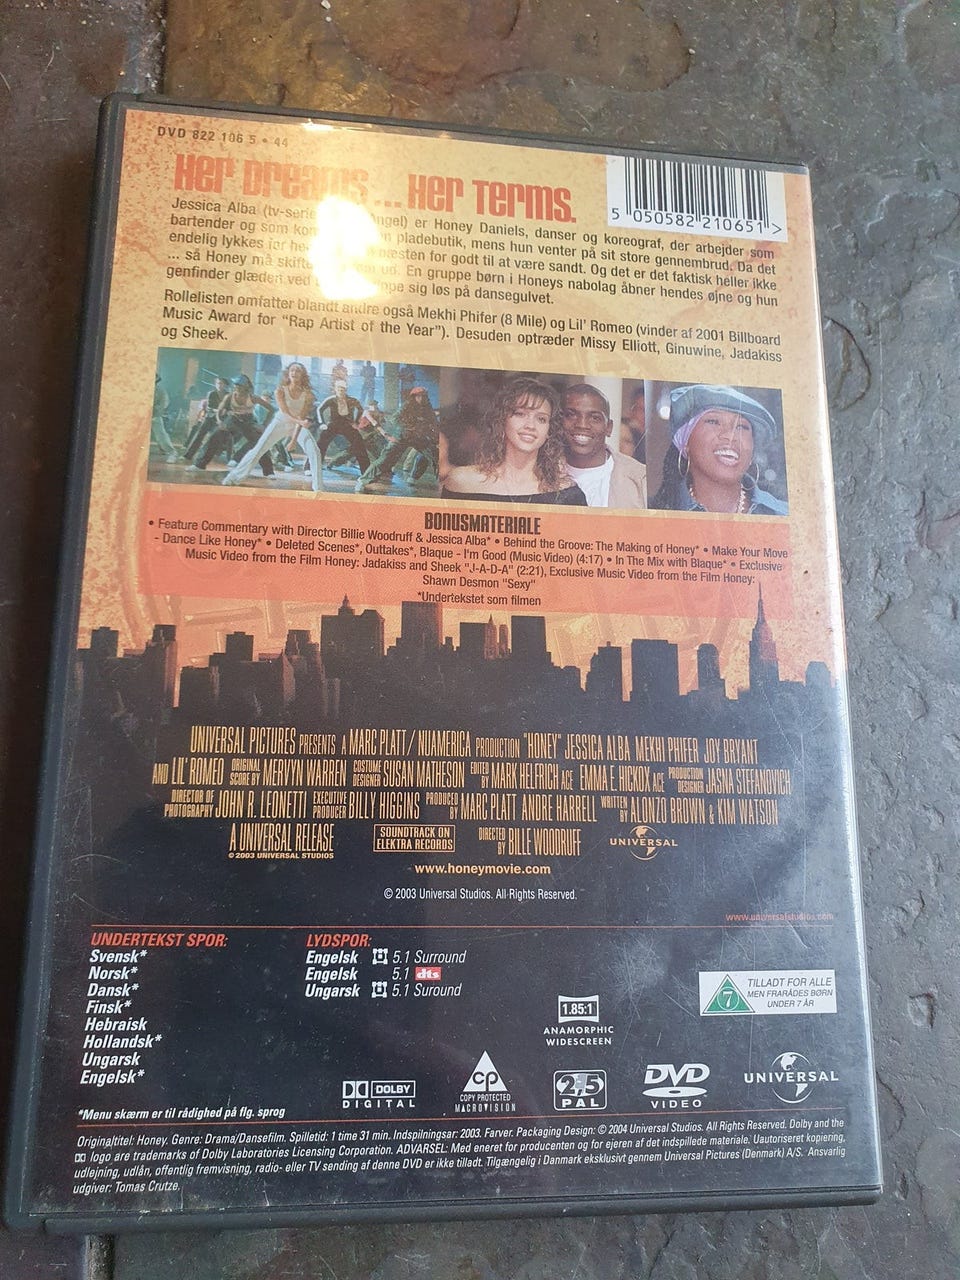 DVD 822 106 5 • 44
Her Dreams... Her Terms.
5 050582 210651 >
Jessica Alba (tv-serie ngel) er Honey Daniels, danser og koreograf, der arbejder som
bartender og som pladebutik, mens hun venter på sit store gennembrud. Da det
endelig lykkes for næsten for godt til at være sandt. Og det er det faktisk heller ikke
... så Honey må skifte ud. En gruppe børn i Honeys nabolag åbner hendes øjne og hun
genfinder glæden ved sig løs på dansegulvet.
Rollelisten omfatter blandt andre også Mekhi Phifer (8 Mile) og Lil' Romeo (vinder af 2001 Billboard
Music Award for "Rap Artist of the Year"). Desuden optræder Missy Elliott, Ginuwine, Jadakiss
og Sheek.
BONUSMATERIALE
• Feature Commentary with Director Billie Woodruff & Jessica Alba* • Behind the Groove: The Making of Honey* • Make Your Move
- Dance Like Honey* • Deleted Scenes*, Outtakes*, Blaque - I'm Good (Music Video) (4:17) • In The Mix with Blaque* • Exclusive
Music Video from the Film Honey: Jadakiss and Sheek "J-A-D-A" (2:21), Exclusive Music Video from the Film Honey:
Shawn Desmon "Sexy"
*Undertekstet som filmen
UNIVERSAL PICTURES PRESENTS A MARC PLATT/ NUAMERICA PRODUCTION "HONEY" JESSICA ALBA MEKHI PHIFER JOY BRYANT
AND LIL' ROMEO ORIGINAL SCORE BY MERVYN WARREN COSTUME DESIGNER SUSAN MATHESON EDITED BY MARK HELFRICH ACE EMMA E. HICKOX ACE PRODUCTION DESIGNER JASNA STEFANOVICH
DIRECTOR OF PHOTOGRAPHY JOHN R. LEONETTI EXECUTIVE PRODUCER BILLY HIGGINS PRODUCED BY MARC PLATT ANDRE HARRELL WRITTEN BY ALONZO BROWN & KIM WATSON
A UNIVERSAL RELEASE SOUNDTRACK ON ELEKTRA RECORDS DIRECTED BY BILLE WOODRUFF UNIVERSAL
© 2003 UNIVERSAL STUDIOS
www.honeymovie.com
© 2003 Universal Studios. All Rights Reserved.
www.universalstudios.com
UNDERTEKST SPOR:
Svensk*
Norsk*
Dansk*
Finsk*
Hebraisk
Hollandsk*
Ungarsk
Engelsk*
*Menu skærm er til rådighed på flg. sprog
LYDSPOR:
Engelsk 5.1 Surround
Engelsk 5.1 dts
Ungarsk 5.1 Suround
1.85:1
ANAMORPHIC
WIDESCREEN
7
TILLADT FOR ALLE
MEN FRARÅDES BØRN
UNDER 7 ÅR
DOLBY
DIGITAL
CP
COPY PROTECTED
MACROVISION
2,5
PAL
DVD
VIDEO
UNIVERSAL
Originaltitel: Honey. Genre: Drama/Dansefilm. Spilletid: 1 time 31 min. Indspilningsar: 2003. Farver. Packaging Design: © 2004 Universal Studios. All Rights Reserved. Dolby and the
logo are trademarks of Dolby Laboratories Licensing Corporation. ADVARSEL: Med eneret for producenten og for ejeren af det indspillede materiale. Uautoriseret kopiering,
udlejning, udlån, offentlig fremvisning, radio- eller TV sending af denne DVD er ikke tilladt. Tilgængelig i Danmark eksklusivt gennem Universal Pictures (Denmark) A/S. Ansvarlig
udgiver: Tomas Crutze.